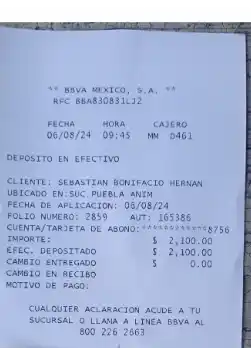 ** BBVA MEXICO, S.A. **
RFC BBA830831LJ2
FECHA HORA CAJERO
06/08/24 09:45 MM 0461
DEPOSITO EN EFECTIVO
CLIENTE: SEBASTIAN BONIFACIO HERNAN
UBICADO EN:SUC PUEBLA ANIM
FECHA DE APLICACION: 06/08/24
FOLIO NUMERO: 2859 AUT: 165386
CUENTA/TARJETA DE ABONO:************8756
IMPORTE: $ 2,100.00
EFEC. DEPOSITADO $ 2,100.00
CAMBIO ENTREGADO $ 0.00
CAMBIO EN RECIBO
MOTIVO DE PAGO:
CUALQUIER ACLARACION ACUDE A TU
SUCURSAL O LLANA A LINEA BBVA AL
800 226 2663